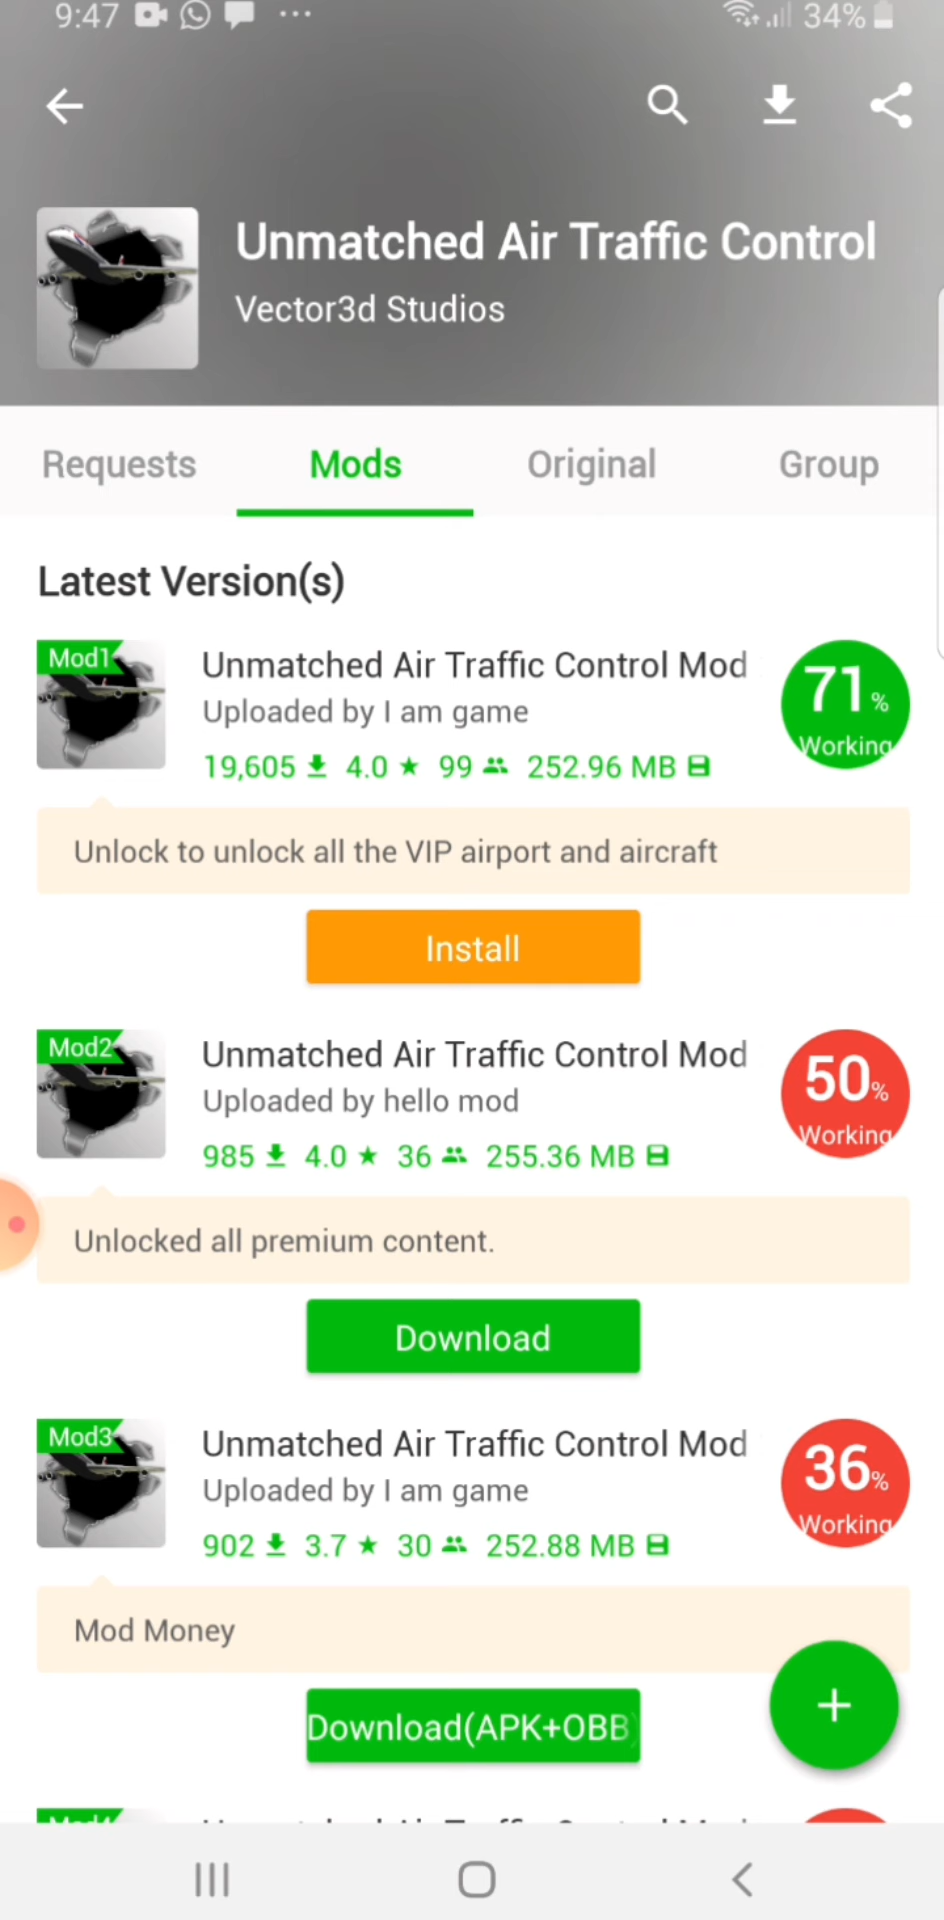 9:47
34%
Unmatched Air Traffic Control
Vector3d Studios
Requests Mods Original Group
Latest Version(s)
Mod1
Unmatched Air Traffic Control Mod
Uploaded by I am game
19,605 4.0 99 252.96 MB
71%
Working
Unlock to unlock all the VIP airport and aircraft
Install
Mod2
Unmatched Air Traffic Control Mod
Uploaded by hello mod
985 4.0 36 255.36 MB
50%
Working
Unlocked all premium content.
Download
Mod3
Unmatched Air Traffic Control Mod
Uploaded by I am game
902 3.7 30 252.88 MB
36%
Working
Mod Money
Download(APK+OBB)